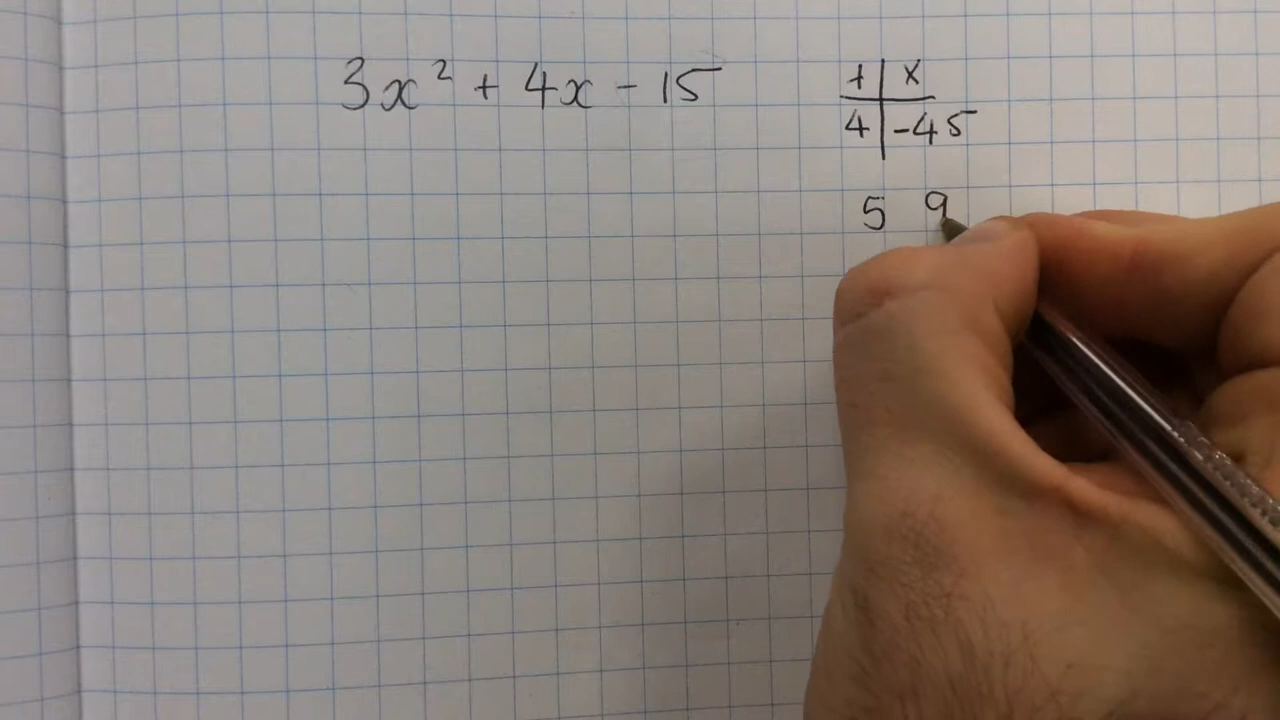 3x² + 4x - 15
+ | x
4 | -45
5 9